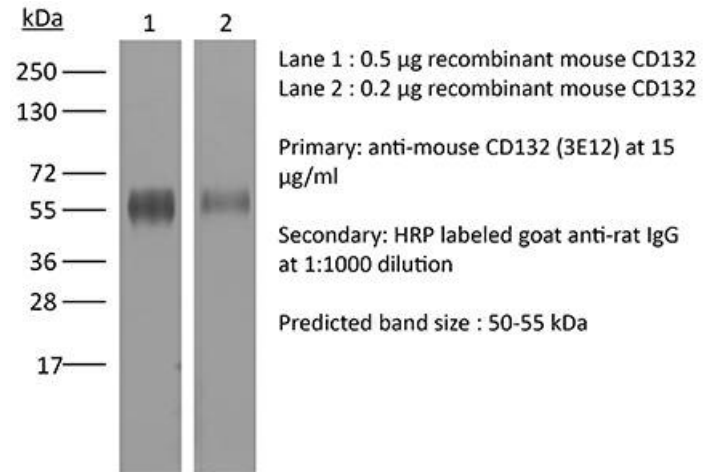 kDa
1 2
250
130
72
55
36
28
17
Lane 1 : 0.5 µg recombinant mouse CD132
Lane 2 : 0.2 µg recombinant mouse CD132
Primary: anti-mouse CD132 (3E12) at 15
µg/ml
Secondary: HRP labeled goat anti-rat IgG
at 1:1000 dilution
Predicted band size : 50-55 kDa